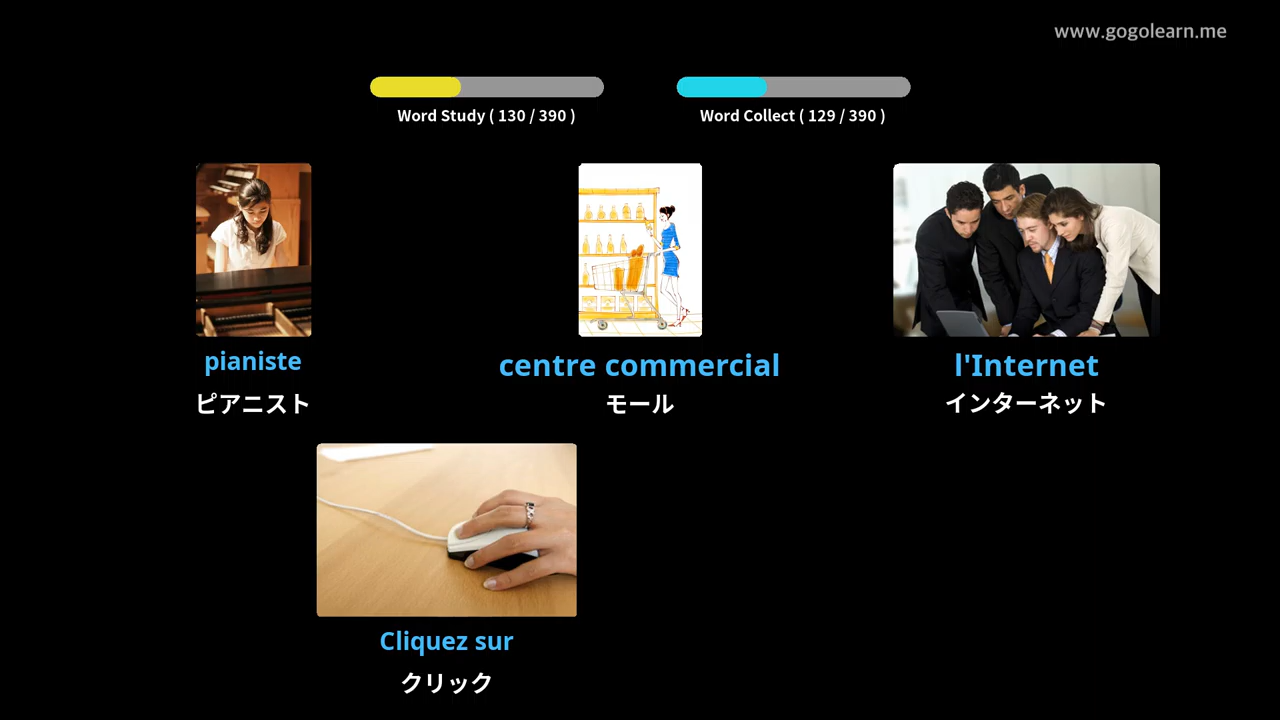 www.gogolearn.me
Word Study ( 130 / 390 )
Word Collect ( 129 / 390 )
pianiste
ピアニスト
centre commercial
モール
l'Internet
インターネット
Cliquez sur
クリック